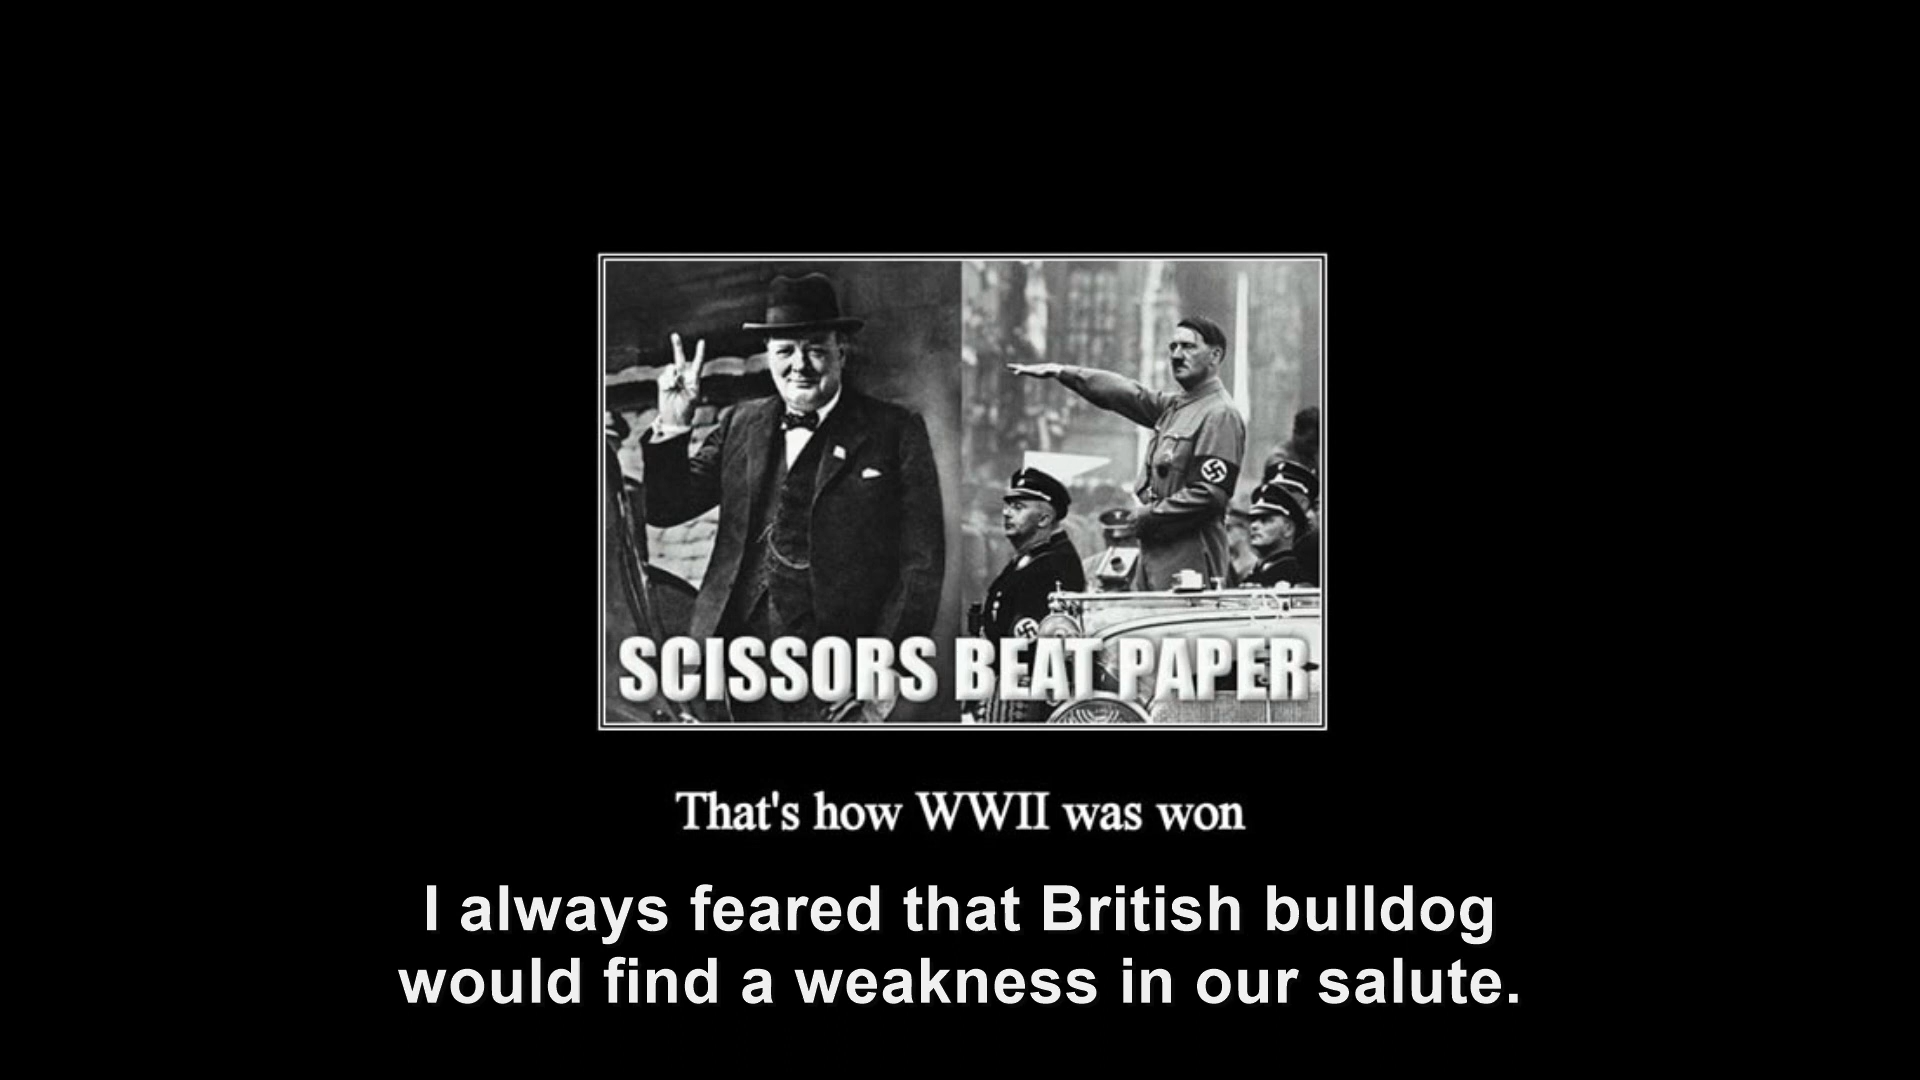 SCISSORS BEAT PAPER
That's how WWII was won
I always feared that British bulldog
would find a weakness in our salute.